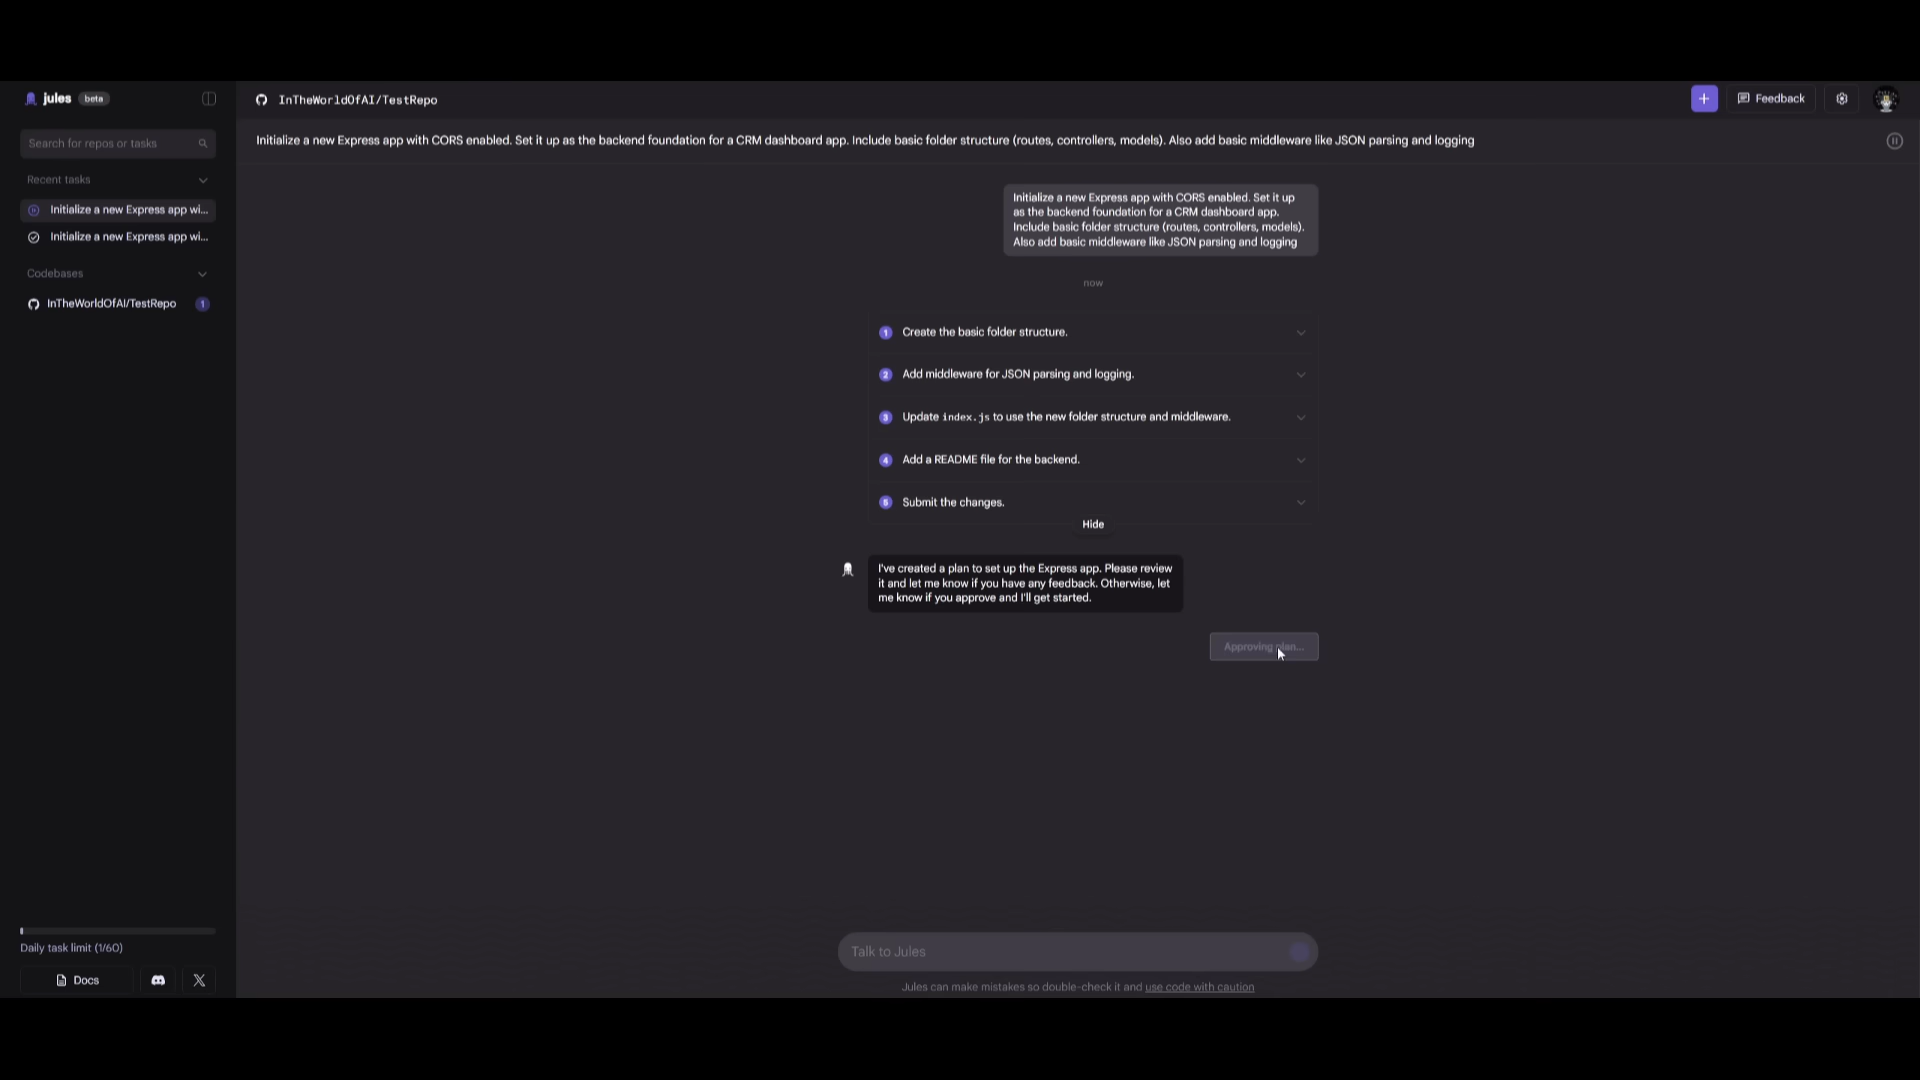 jules beta
InTheWorldOfAI/TestRepo
Feedback
Search for repos or tasks
Recent tasks
Initialize a new Express app wi...
Initialize a new Express app wi...
Codebases
InTheWorldOfAI/TestRepo 1
Initialize a new Express app with CORS enabled. Set it up as the backend foundation for a CRM dashboard app. Include basic folder structure (routes, controllers, models). Also add basic middleware like JSON parsing and logging
Initialize a new Express app with CORS enabled. Set it up
as the backend foundation for a CRM dashboard app.
Include basic folder structure (routes, controllers, models).
Also add basic middleware like JSON parsing and logging
now
1 Create the basic folder structure.
2 Add middleware for JSON parsing and logging.
3 Update index.js to use the new folder structure and middleware.
4 Add a README file for the backend.
5 Submit the changes.
Hide
I've created a plan to set up the Express app. Please review
it and let me know if you have any feedback. Otherwise, let
me know if you approve and I'll get started.
Approving plan...
Talk to Jules
Jules can make mistakes so double-check it and use code with caution
Daily task limit (1/60)
Docs